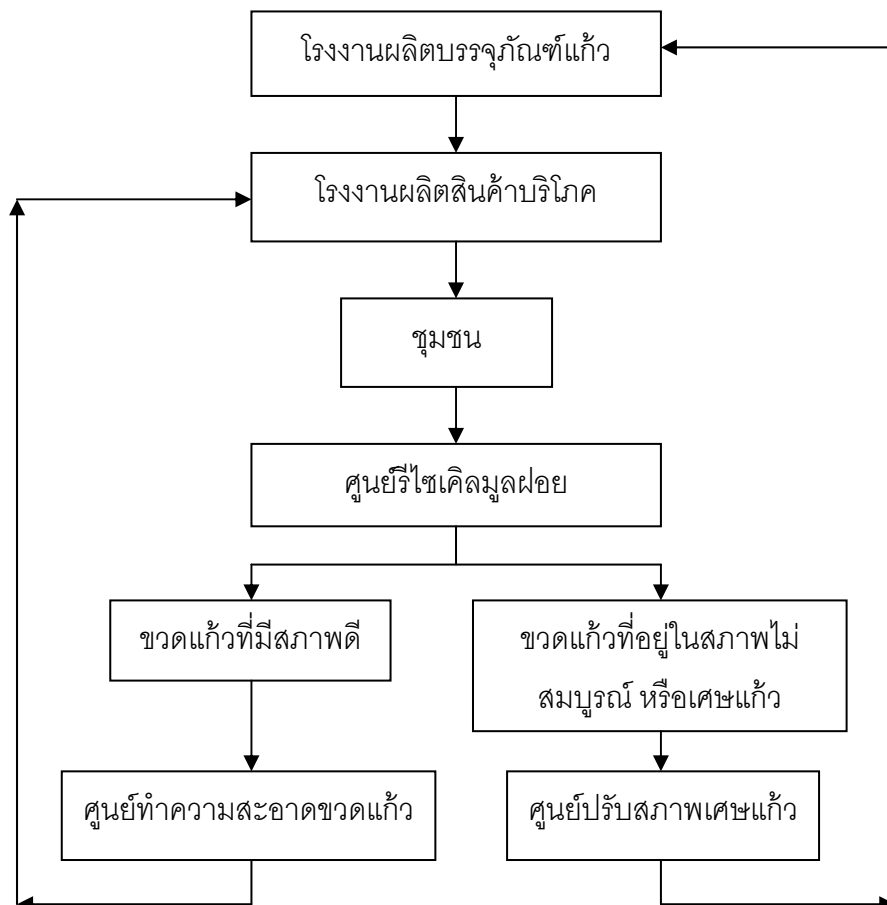 โรงงานผลิตบรรจุภัณฑ์แก้ว
โรงงานผลิตสินค้าบริโภค
ชุมชน
ศูนย์รีไซเคิลมูลฝอย
ขวดแก้วที่มีสภาพดี
ขวดแก้วที่อยู่ในสภาพไม่
สมบูรณ์ หรือเศษแก้ว
ศูนย์ทำความสะอาดขวดแก้ว
ศูนย์ปรับสภาพเศษแก้ว